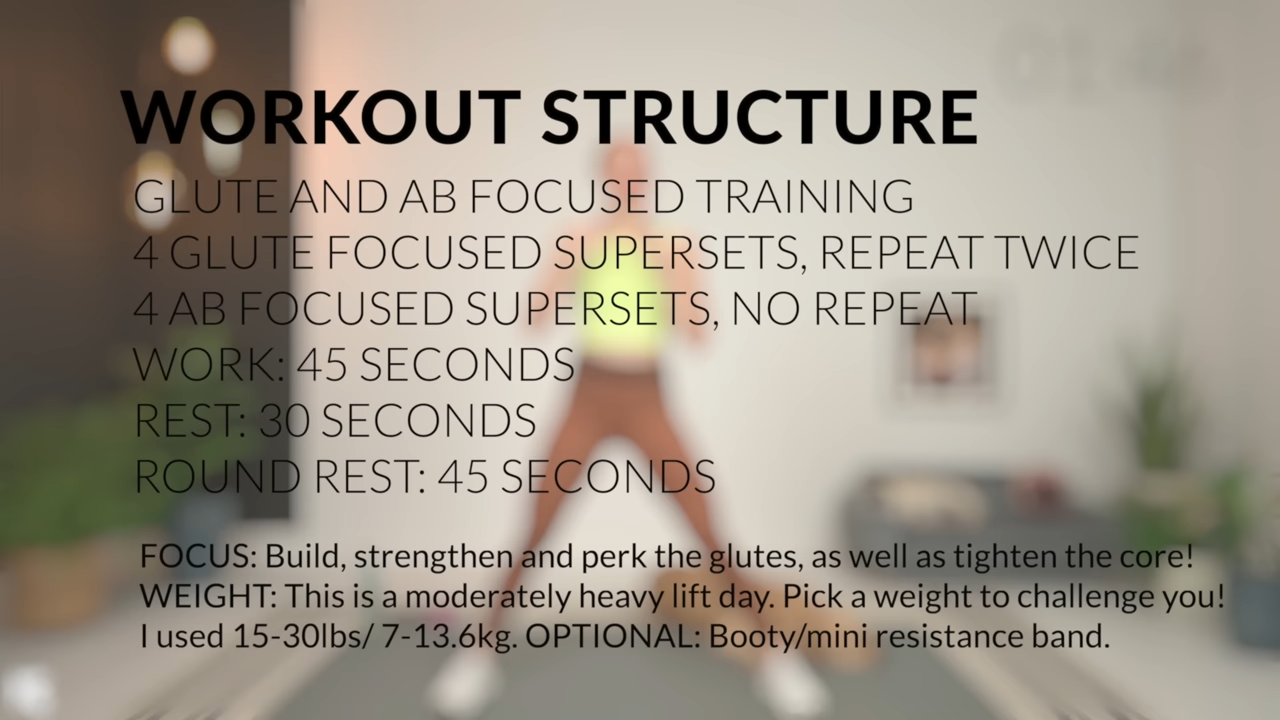 WORKOUT STRUCTURE
GLUTE AND AB FOCUSED TRAINING
4 GLUTE FOCUSED SUPERSETS, REPEAT TWICE
4 AB FOCUSED SUPERSETS, NO REPEAT
WORK: 45 SECONDS
REST: 30 SECONDS
ROUND REST: 45 SECONDS
FOCUS: Build, strengthen and perk the glutes, as well as tighten the core!
WEIGHT: This is a moderately heavy lift day. Pick a weight to challenge you!
I used 15-30lbs/ 7-13.6kg. OPTIONAL: Booty/mini resistance band.